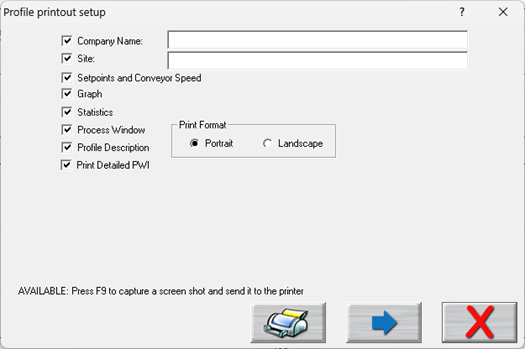 Profile printout setup
?
Company Name:
Site:
Setpoints and Conveyor Speed
Graph
Statistics
Process Window
Print Format
Profile Description
Portrait
Landscape
Print Detailed PWI
AVAILABLE: Press F9 to capture a screen shot and send it to the printer